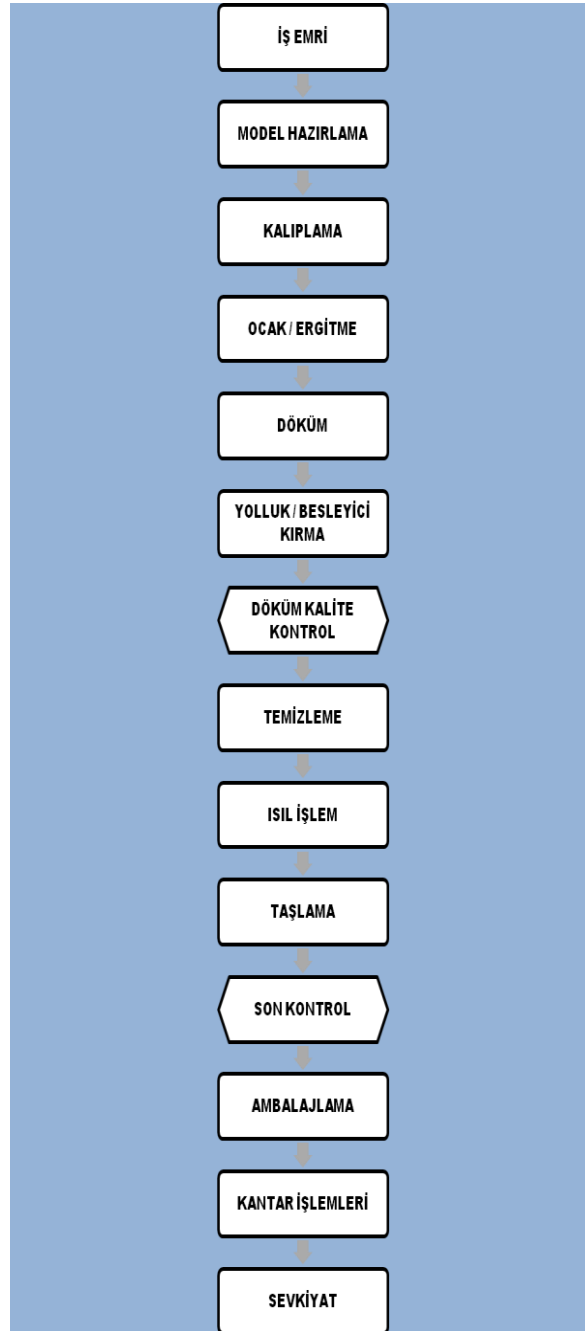 İŞ EMRİ
MODEL HAZIRLAMA
KALIPLAMA
OCAK / ERGİTME
DÖKÜM
YOLLUK / BESLEYİCİ
KIRMA
DÖKÜM KALİTE
KONTROL
TEMİZLEME
ISIL İŞLEM
TAŞLAMA
SON KONTROL
AMBALAJLAMA
KANTAR İŞLEMLERİ
SEVKİYAT